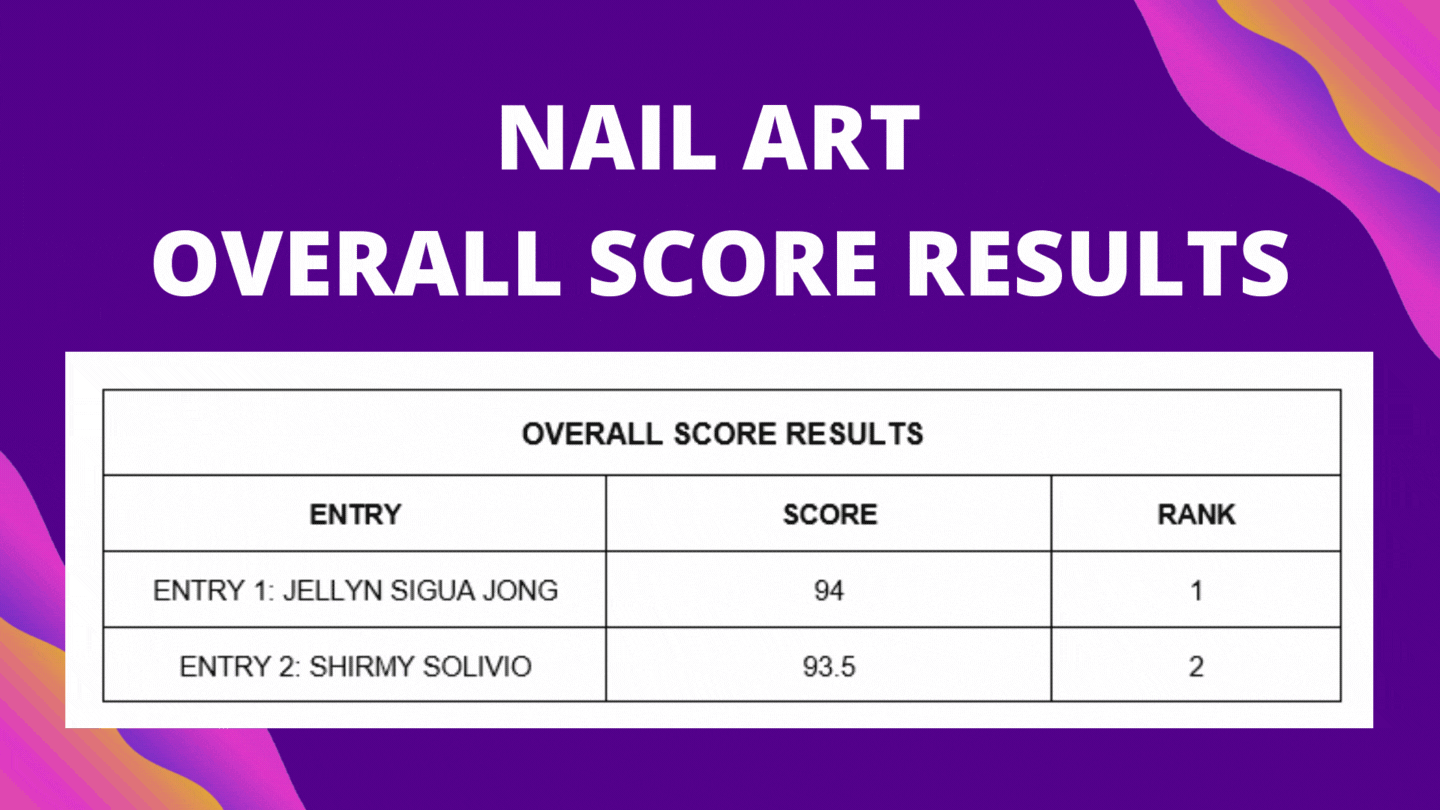 NAIL ART
OVERALL SCORE RESULTS
OVERALL SCORE RESULTS
ENTRY SCORE RANK
ENTRY 1: JELLYN SIGUA JONG 94 1
ENTRY 2: SHIRMY SOLIVIO 93.5 2